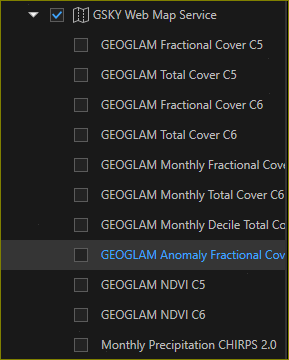 GSKY Web Map Service
GEOGLAM Fractional Cover C5
GEOGLAM Total Cover C5
GEOGLAM Fractional Cover C6
GEOGLAM Total Cover C6
GEOGLAM Monthly Fractional Cove
GEOGLAM Monthly Total Cover C6
GEOGLAM Monthly Decile Total Co
GEOGLAM Anomaly Fractional Cov
GEOGLAM NDVI C5
GEOGLAM NDVI C6
Monthly Precipitation CHIRPS 2.0